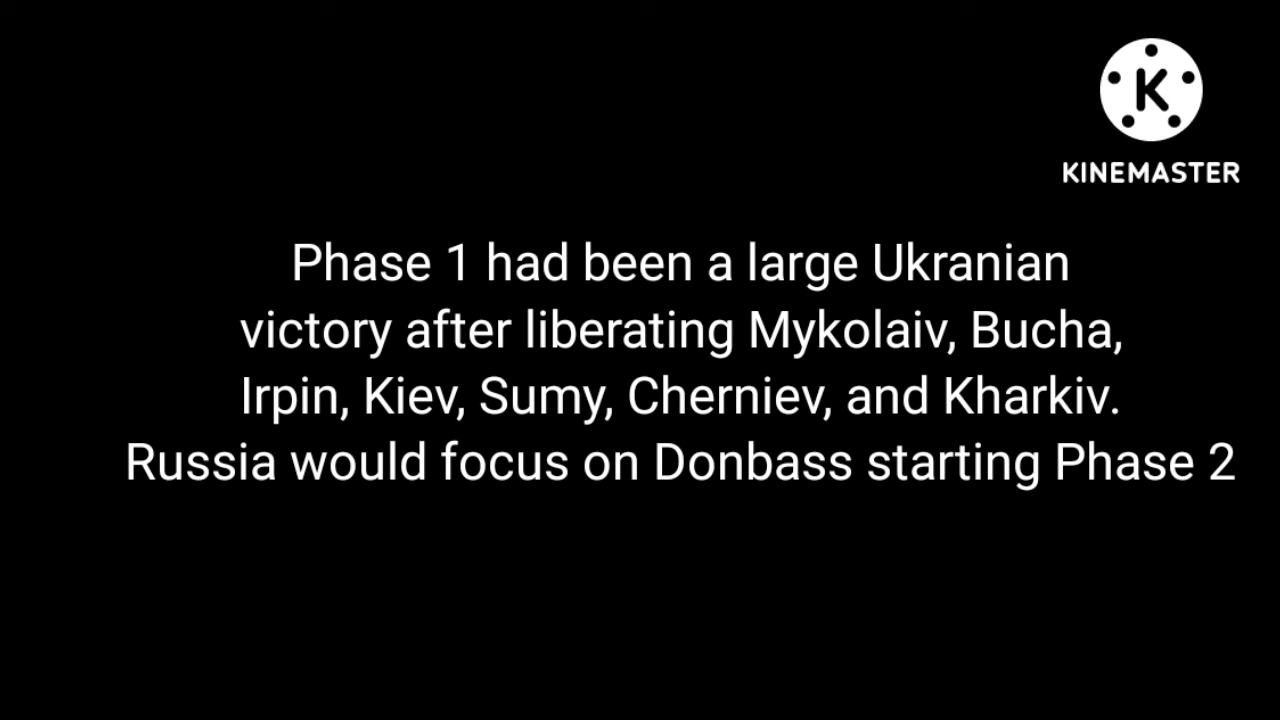 K
KINEMASTER
Phase 1 had been a large Ukranian
victory after liberating Mykolaiv, Bucha,
Irpin, Kiev, Sumy, Cherniev, and Kharkiv.
Russia would focus on Donbass starting Phase 2